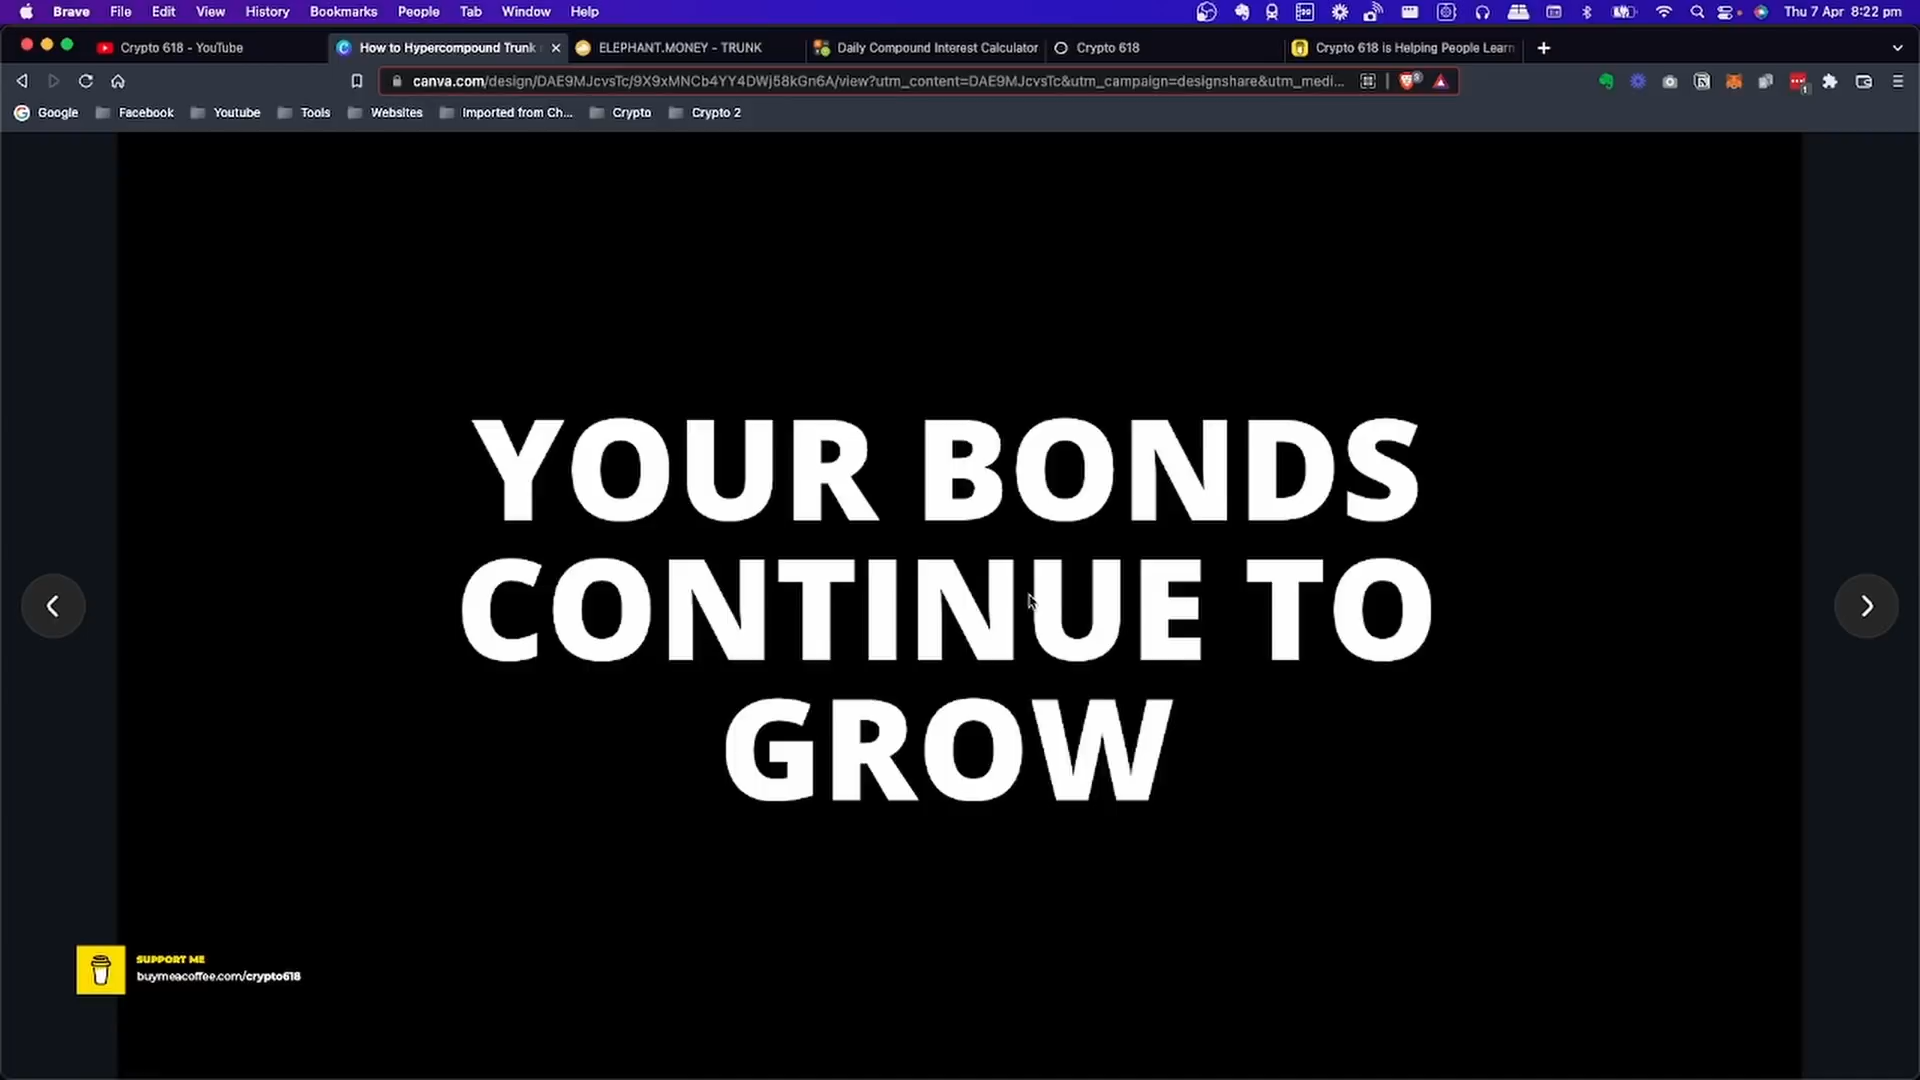 Brave File Edit View History Bookmarks People Tab Window Help Thu 7 Apr 8:22 pm
Crypto 618 - YouTube How to Hypercompound Trunk ELEPHANT.MONEY - TRUNK Daily Compound Interest Calculator Crypto 618 Crypto 618 is Helping People Learn
canva.com/design/DAE9MJcvsTc/9X9xMNCb4YY4DWj58kGn6A/view?utm_content=DAE9MJcvsTc&utm_campaign=designshare&utm_medi...
Google Facebook Youtube Tools Websites Imported from Ch... Crypto Crypto 2
YOUR BONDS
CONTINUE TO
GROW
SUPPORT ME
buymeacoffee.com/crypto618